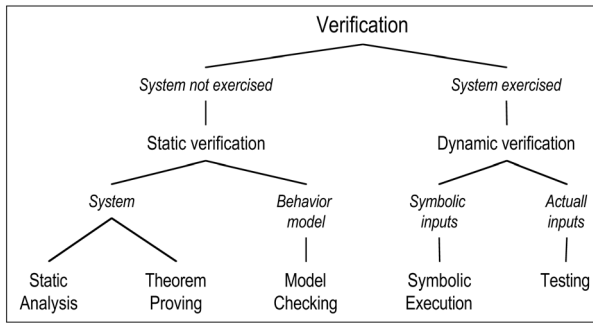 Verification
System not exercised
System exercised
Static verification
Dynamic verification
System
Behavior
model
Symbolic
inputs
Actuall
inputs
Static
Analysis
Theorem
Proving
Model
Checking
Symbolic
Execution
Testing